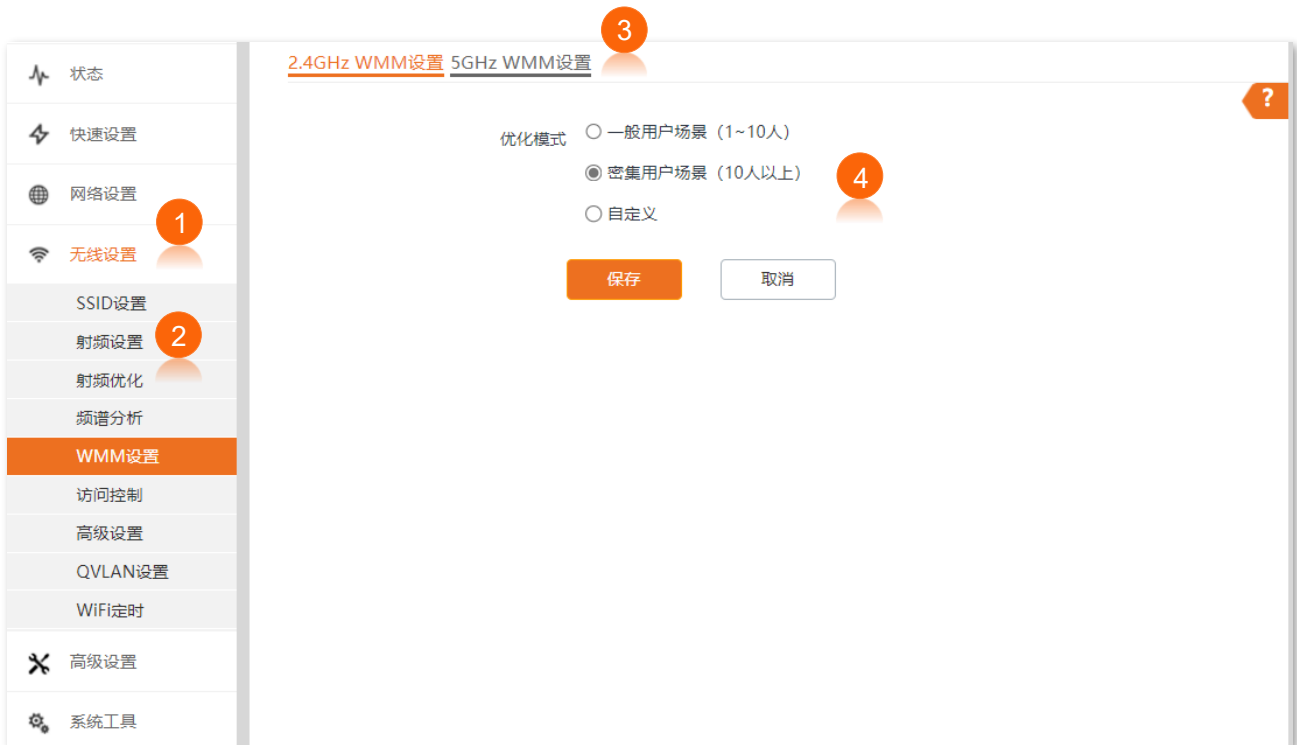 3
2.4GHz WMM设置 5GHz WMM设置
?
状态
快速设置
网络设置
1
无线设置
SSID设置
2
射频设置
射频优化
频谱分析
WMM设置
访问控制
高级设置
QVLAN设置
WiFi定时
高级设置
系统工具
优化模式
一般用户场景（1~10人）
密集用户场景（10人以上）
4
自定义
保存 取消